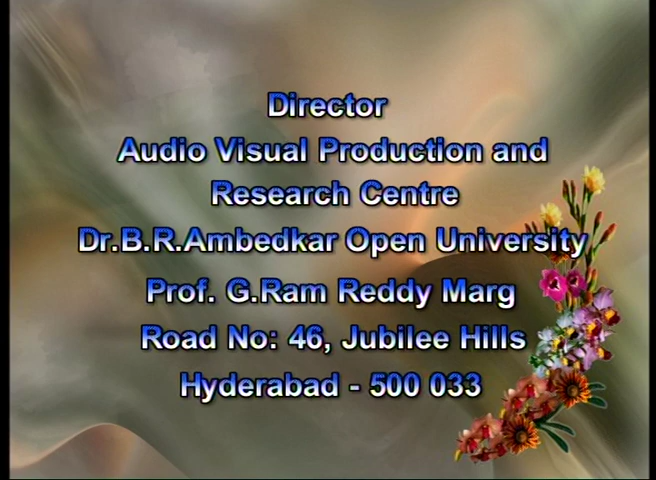 Director
Audio Visual Production and
Research Centre
Dr.B.R.Ambedkar Open University
Prof. G.Ram Reddy Marg
Road No: 46, Jubilee Hills
Hyderabad - 500 033